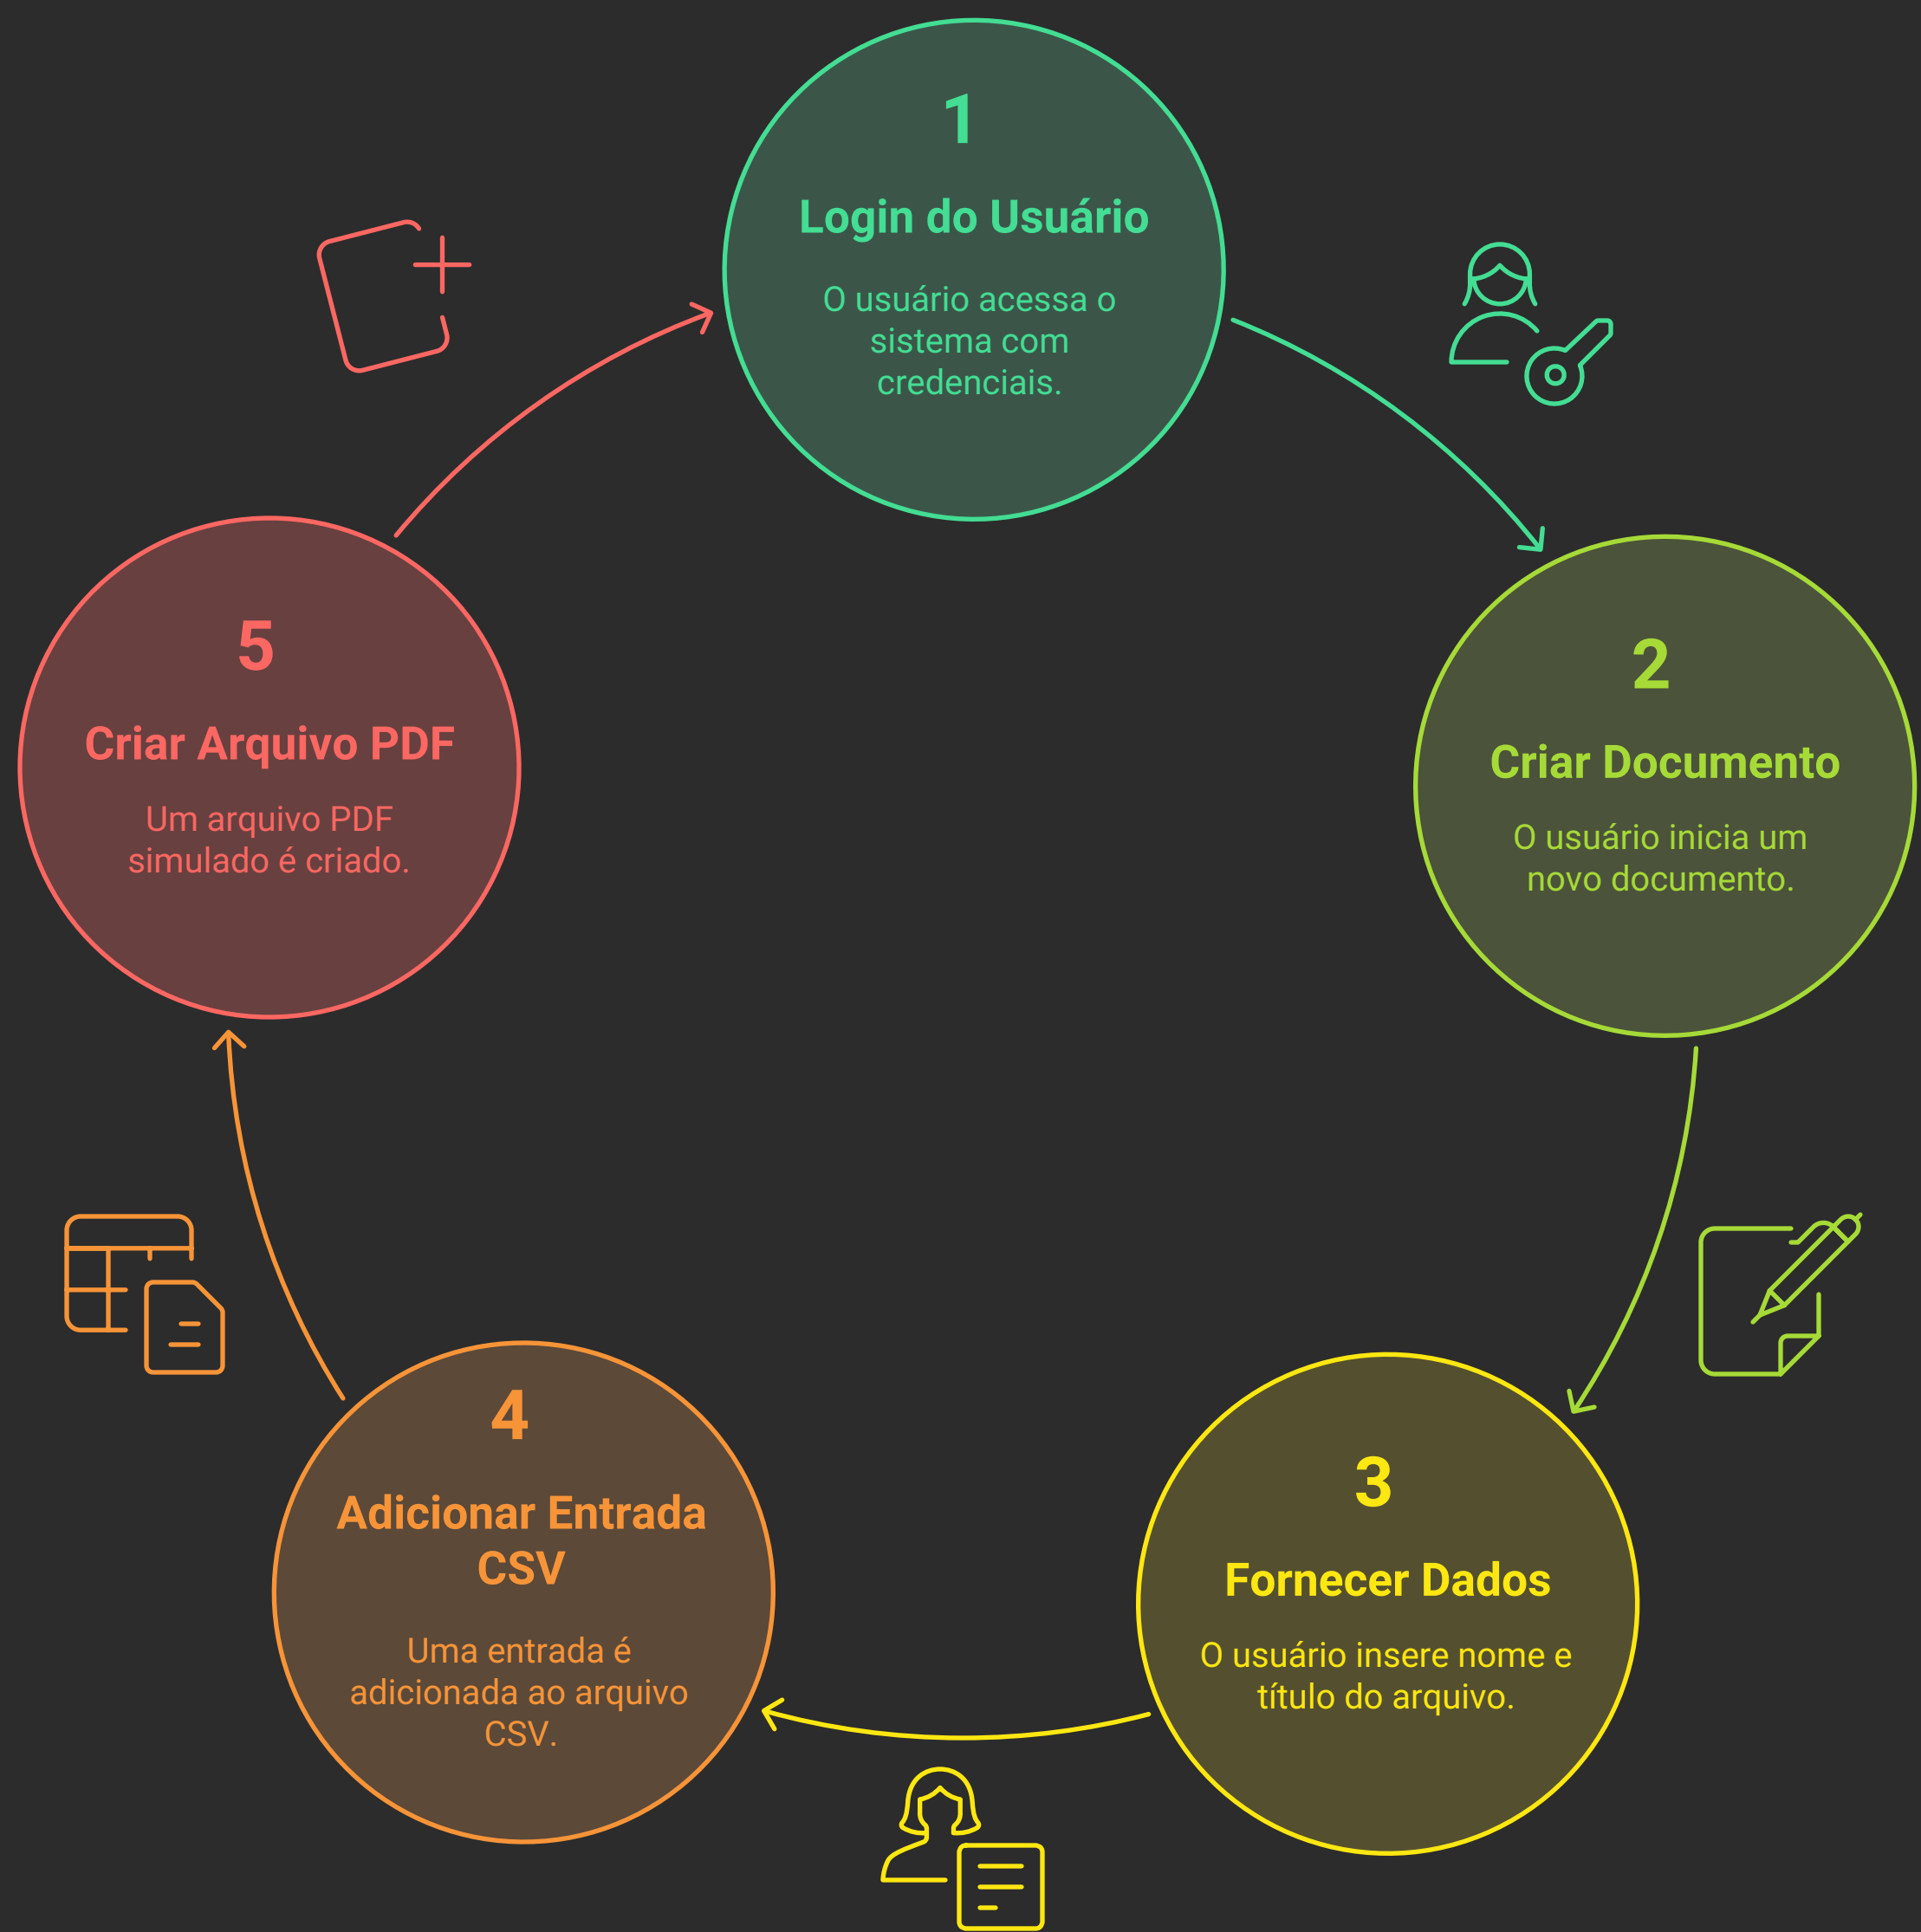 1
Login do Usuário
O usuário acessa o
sistema com
credenciais.
2
Criar Documento
O usuário inicia um
novo documento.
3
Fornecer Dados
O usuário insere nome e
título do arquivo.
4
Adicionar Entrada
CSV
Uma entrada é
adicionada ao arquivo
CSV.
5
Criar Arquivo PDF
Um arquivo PDF
simulado é criado.